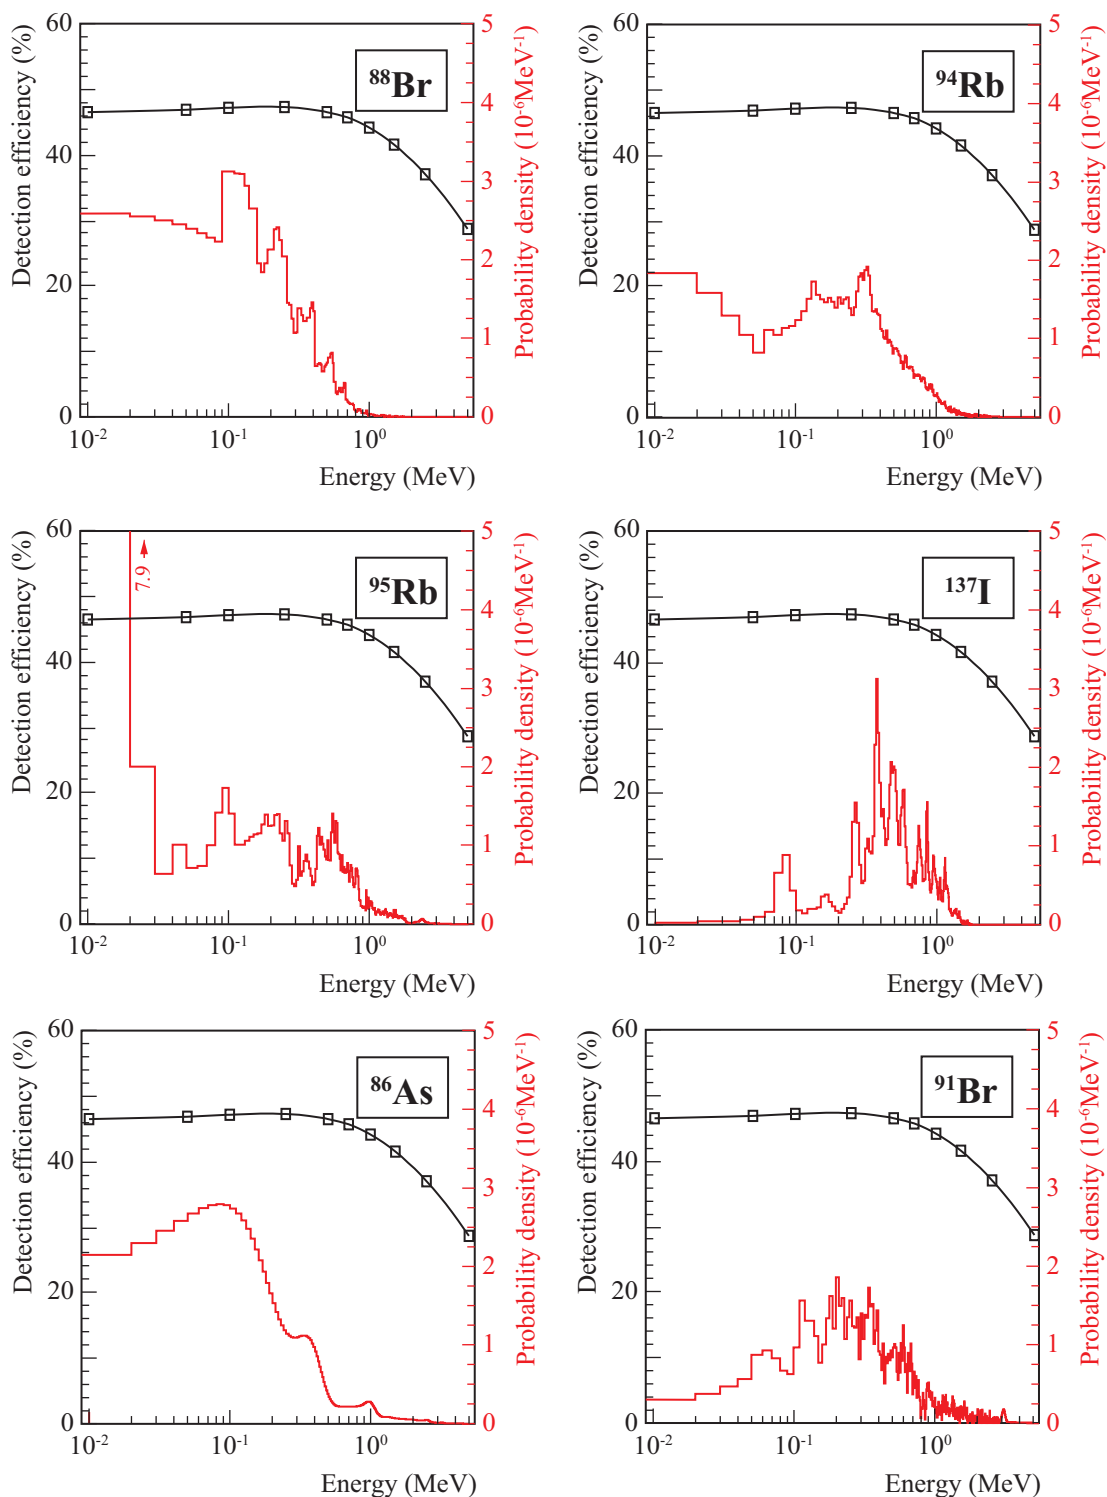 60
40
20
0
Detection efficiency (%)
⁸⁸Br
5
4
3
2
1
0
Probability density (10⁻⁶MeV⁻¹)
10⁻² 10⁻¹ 10⁰
Energy (MeV)
60
40
20
0
Detection efficiency (%)
⁹⁴Rb
5
4
3
2
1
0
Probability density (10⁻⁶MeV⁻¹)
10⁻² 10⁻¹ 10⁰
Energy (MeV)
60
40
20
0
Detection efficiency (%)
7.9
⁹⁵Rb
5
4
3
2
1
0
Probability density (10⁻⁶MeV⁻¹)
10⁻² 10⁻¹ 10⁰
Energy (MeV)
60
40
20
0
Detection efficiency (%)
¹³⁷I
5
4
3
2
1
0
Probability density (10⁻⁶MeV⁻¹)
10⁻² 10⁻¹ 10⁰
Energy (MeV)
60
40
20
0
Detection efficiency (%)
⁸⁶As
5
4
3
2
1
0
Probability density (10⁻⁶MeV⁻¹)
10⁻² 10⁻¹ 10⁰
Energy (MeV)
60
40
20
0
Detection efficiency (%)
⁹¹Br
5
4
3
2
1
0
Probability density (10⁻⁶MeV⁻¹)
10⁻² 10⁻¹ 10⁰
Energy (MeV)